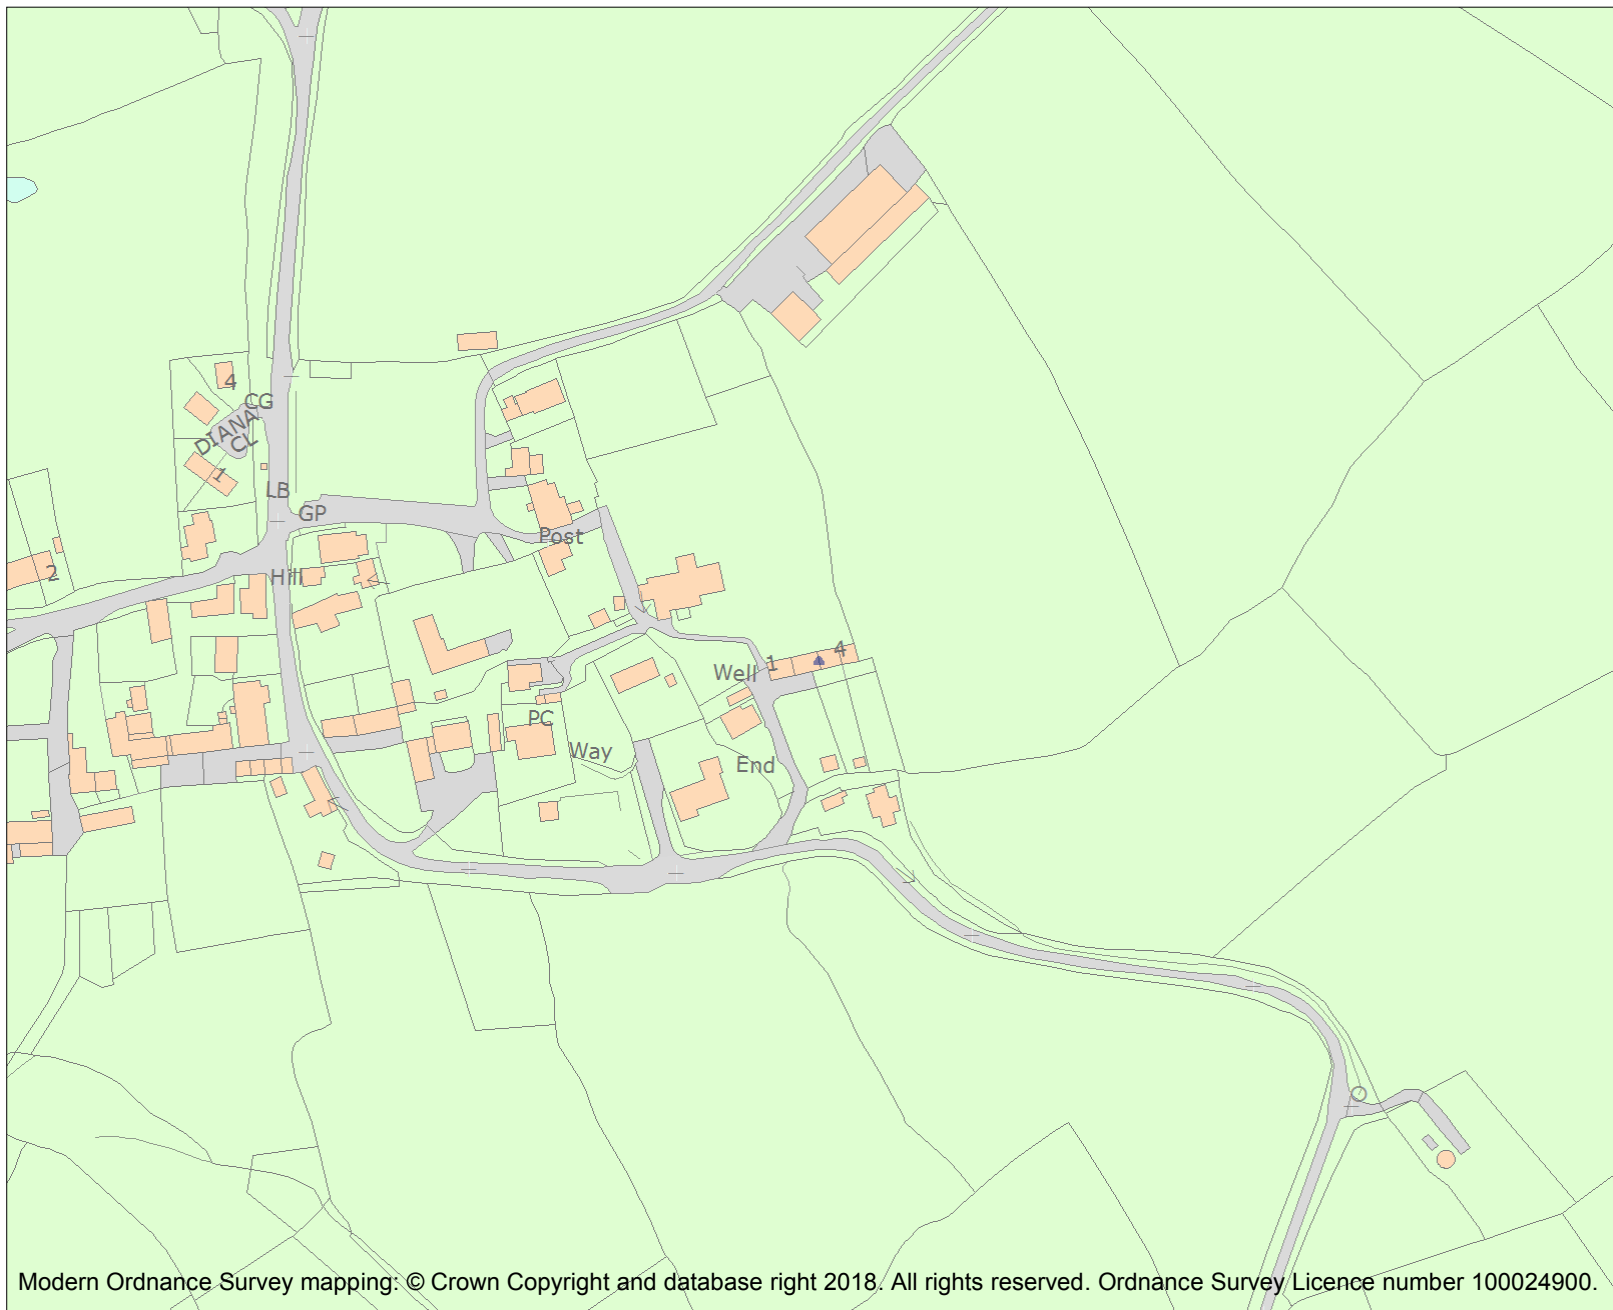 4
CG
DIANA
CL
1
LB
GP
Post
2
Hill
1 4
Well
PC
Way
End
Modern Ordnance Survey mapping: © Crown Copyright and database right 2018. All rights reserved. Ordnance Survey Licence number 100024900.